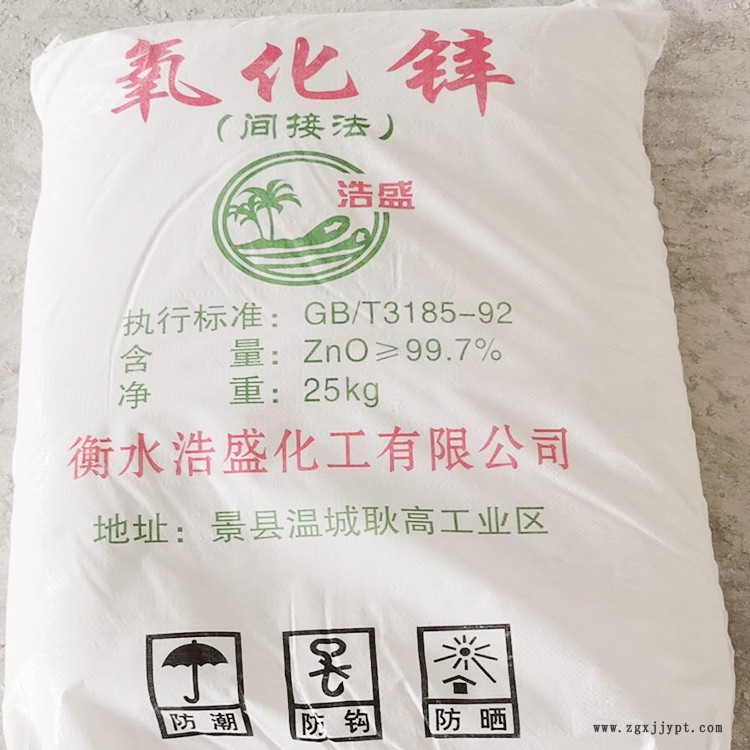 氧化锌
（间接法）
浩盛
执行标准：GB/T3185-92
含量：ZnO≥99.7%
净重：25kg
衡水浩盛化工有限公司
地址：景县温城耿高工业区
防潮 防钩 防晒
www.zgxjjypt.com